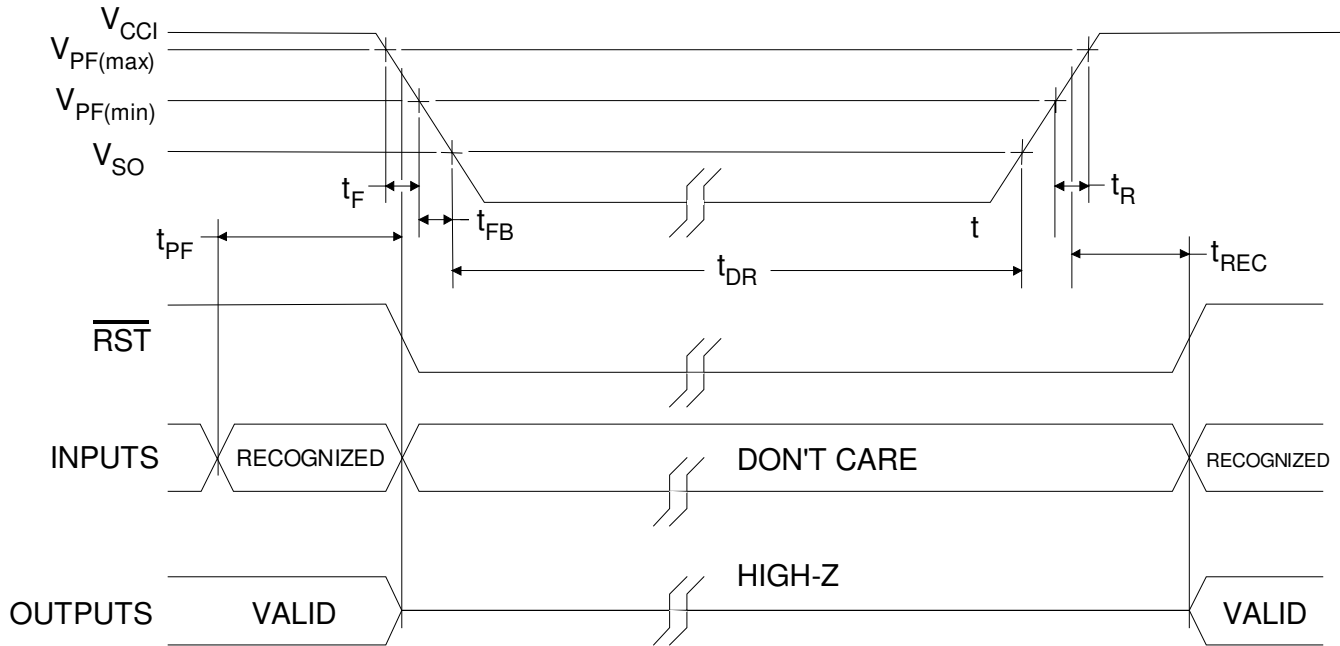 VCCI
VPF(max)
VPF(min)
VSO
tF
tR
tFB
t
tPF
tDR
tREC
RST
INPUTS
RECOGNIZED
DON'T CARE
RECOGNIZED
HIGH-Z
OUTPUTS
VALID
VALID